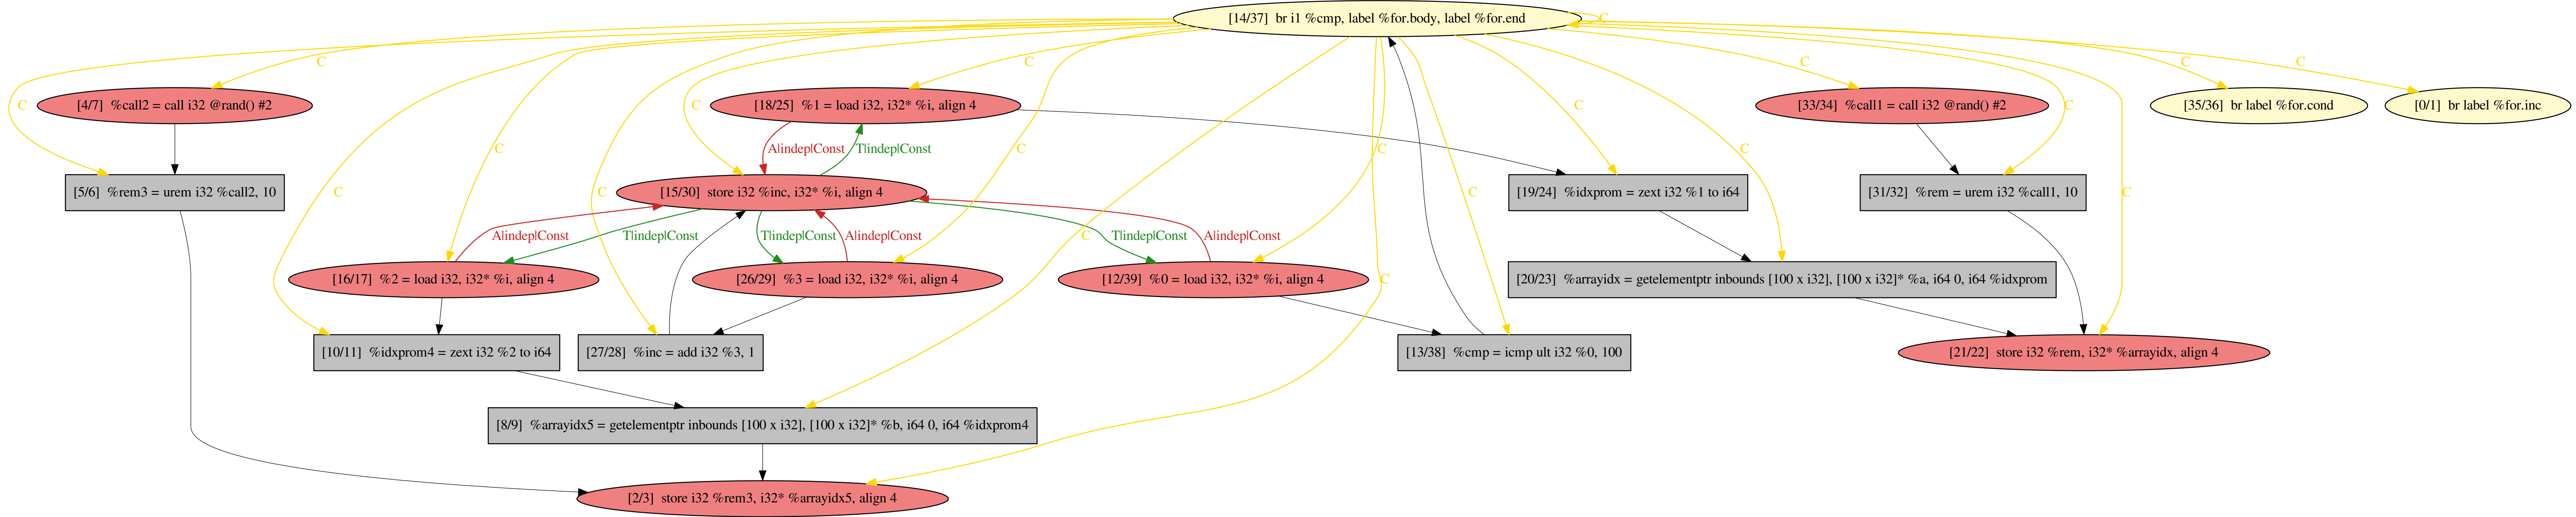 [14/37] br i1 %cmp, label %for.body, label %for.end
C
C
C
C
C
C
[4/7] %call2 = call i32 @rand() #2
[18/25] %1 = load i32, i32* %i, align 4
[33/34] %call1 = call i32 @rand() #2
[35/36] br label %for.cond
[0/1] br label %for.inc
C
C
C
C
A|indep|Const
T|indep|Const
C
C
C
[5/6] %rem3 = urem i32 %call2, 10
C
C
[15/30] store i32 %inc, i32* %i, align 4
C
[19/24] %idxprom = zext i32 %1 to i64
[31/32] %rem = urem i32 %call1, 10
C
A|indep|Const
T|indep|Const
T|indep|Const
A|indep|Const
C
T|indep|Const
A|indep|Const
[16/17] %2 = load i32, i32* %i, align 4
[26/29] %3 = load i32, i32* %i, align 4
[12/39] %0 = load i32, i32* %i, align 4
C
[20/23] %arrayidx = getelementptr inbounds [100 x i32], [100 x i32]* %a, i64 0, i64 %idxprom
[10/11] %idxprom4 = zext i32 %2 to i64
[27/28] %inc = add i32 %3, 1
[13/38] %cmp = icmp ult i32 %0, 100
[21/22] store i32 %rem, i32* %arrayidx, align 4
[8/9] %arrayidx5 = getelementptr inbounds [100 x i32], [100 x i32]* %b, i64 0, i64 %idxprom4
[2/3] store i32 %rem3, i32* %arrayidx5, align 4